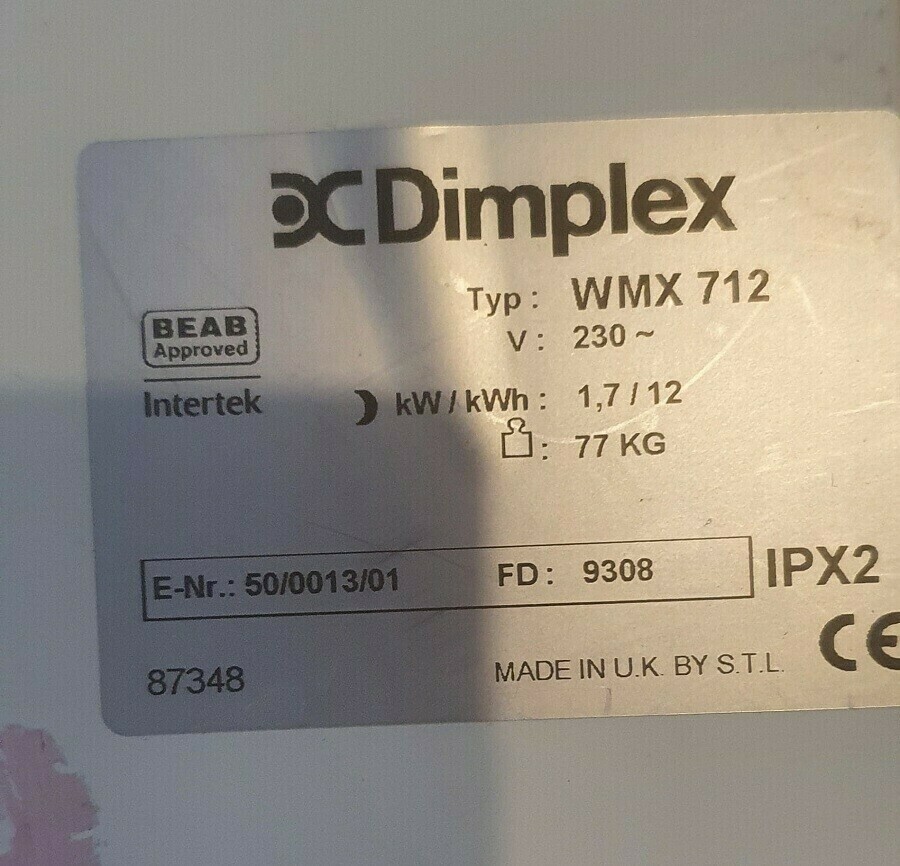 Dimplex
Typ : WMX 712
BEAB
Approved
V : 230 ~
Intertek
kW / kWh : 1,7 / 12
: 77 KG
E-Nr.: 50/0013/01 FD : 9308
IPX2
CE
87348
MADE IN U.K. BY S.T.L.